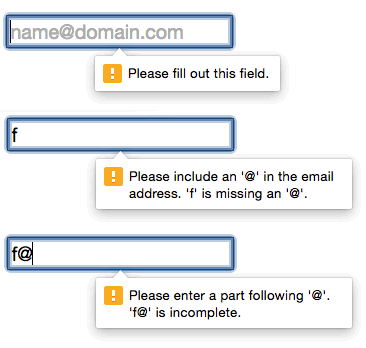 name@domain.com
! Please fill out this field.
f
! Please include an '@' in the email
address. 'f' is missing an '@'.
f@
! Please enter a part following '@'.
'f@' is incomplete.